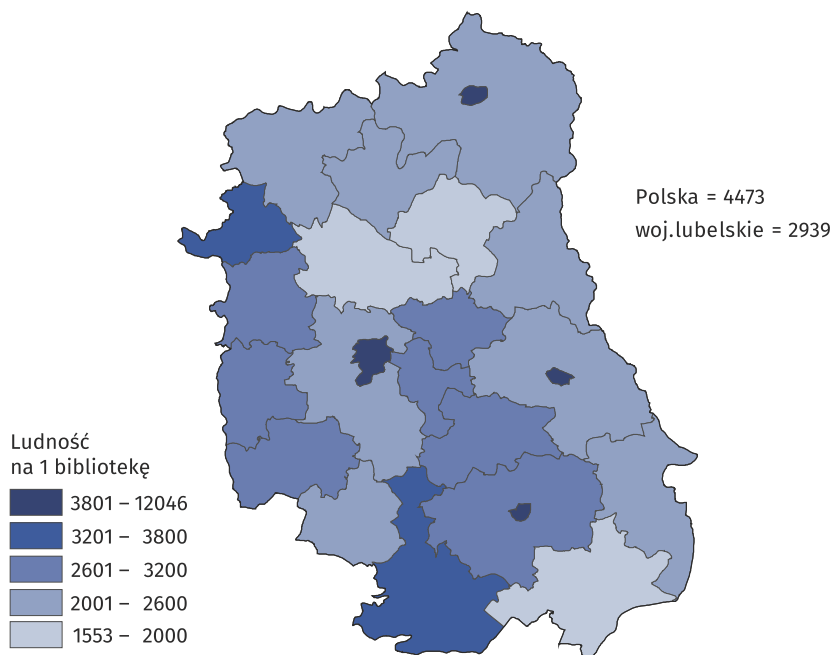 Polska = 4473
woj.lubelskie = 2939
Ludność
na 1 bibliotekę
3801 – 12046
3201 – 3800
2601 – 3200
2001 – 2600
1553 – 2000